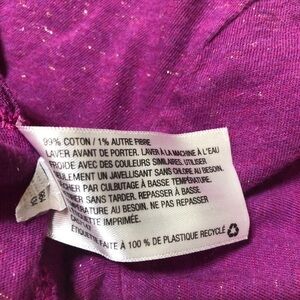 99% COTON / 1% AUTRE FIBRE
LAVER AVANT DE PORTER. LAVER À LA MACHINE À L'EAU
FROIDE AVEC DES COULEURS SIMILAIRES. UTILISER
SEULEMENT UN JAVELLISANT SANS CHLORE AU BESOIN.
SÉCHER PAR CULBUTAGE À BASSE TEMPÉRATURE.
SANS TARDER. REPASSER À BASSE
TEMPÉRATURE AU BESOIN. NE PAS REPASSER
IMPRIMÉE.
ÉTIQUETTE FAITE À 100 % DE PLASTIQUE RECYCLÉ